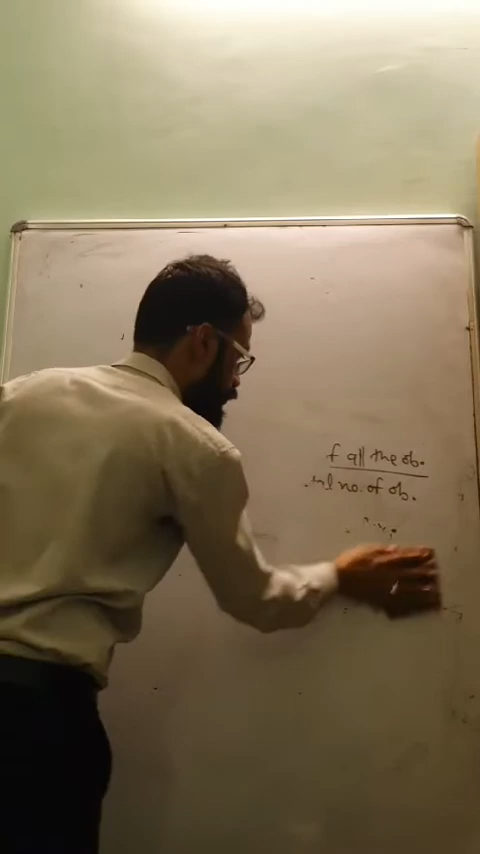 f all the ob.
no. of ob.